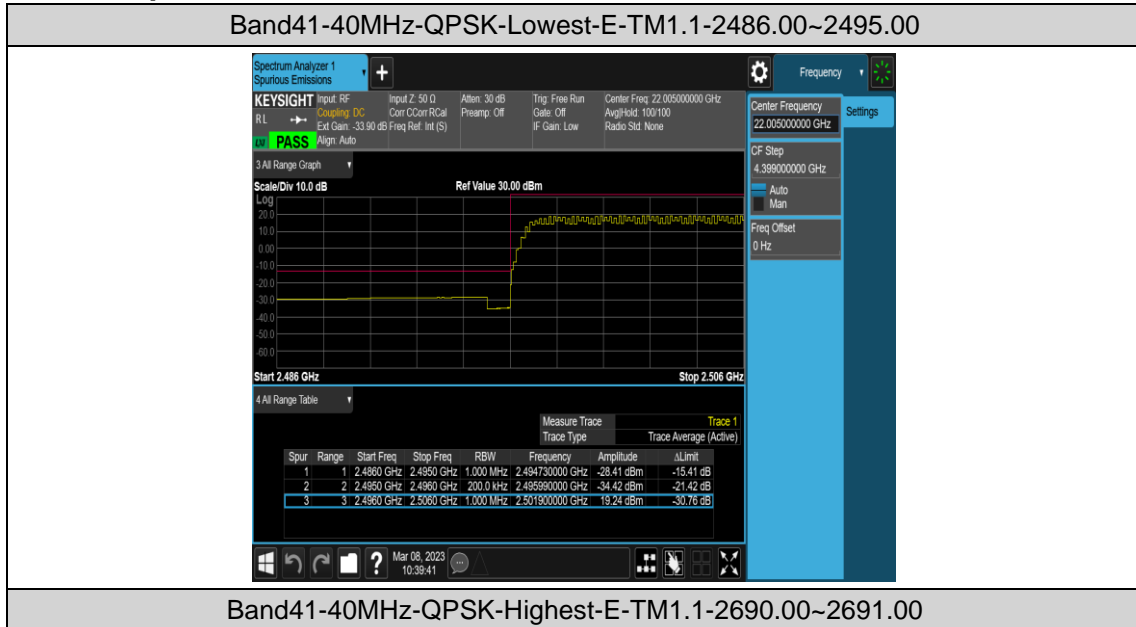 Band41-40MHz-QPSK-Lowest-E-TM1.1-2486.00~2495.00
Spectrum Analyzer 1
Spurious Emissions
+
Frequency
KEYSIGHT Input: RF Input Z: 50 Ω Atten: 30 dB Trig: Free Run Center Freq: 22.005000000 GHz
RL Coupling: DC Corr CCorr RCal Preamp: Off Gate: Off Avg|Hold: 100/100
Ext Gain: -33.90 dB Freq Ref: Int (S) IF Gain: Low Radio Std: None
PASS Align: Auto
Center Frequency
22.005000000 GHz
Settings
CF Step
4.399000000 GHz
Auto
Man
Freq Offset
0 Hz
3 All Range Graph
Scale/Div 10.0 dB Ref Value 30.00 dBm
Log
20.0
10.0
0.00
-10.0
-20.0
-30.0
-40.0
-50.0
-60.0
Start 2.486 GHz Stop 2.506 GHz
4 All Range Table
Measure Trace Trace 1
Trace Type Trace Average (Active)
Spur Range Start Freq Stop Freq RBW Frequency Amplitude ΔLimit
1 1 2.4860 GHz 2.4950 GHz 1.000 MHz 2.494730000 GHz -28.41 dBm -15.41 dB
2 2 2.4950 GHz 2.4960 GHz 200.0 kHz 2.495990000 GHz -34.42 dBm -21.42 dB
3 3 2.4960 GHz 2.5060 GHz 1.000 MHz 2.501900000 GHz 19.24 dBm -30.76 dB
?
Mar 08, 2023
10:39:41
Band41-40MHz-QPSK-Highest-E-TM1.1-2690.00~2691.00